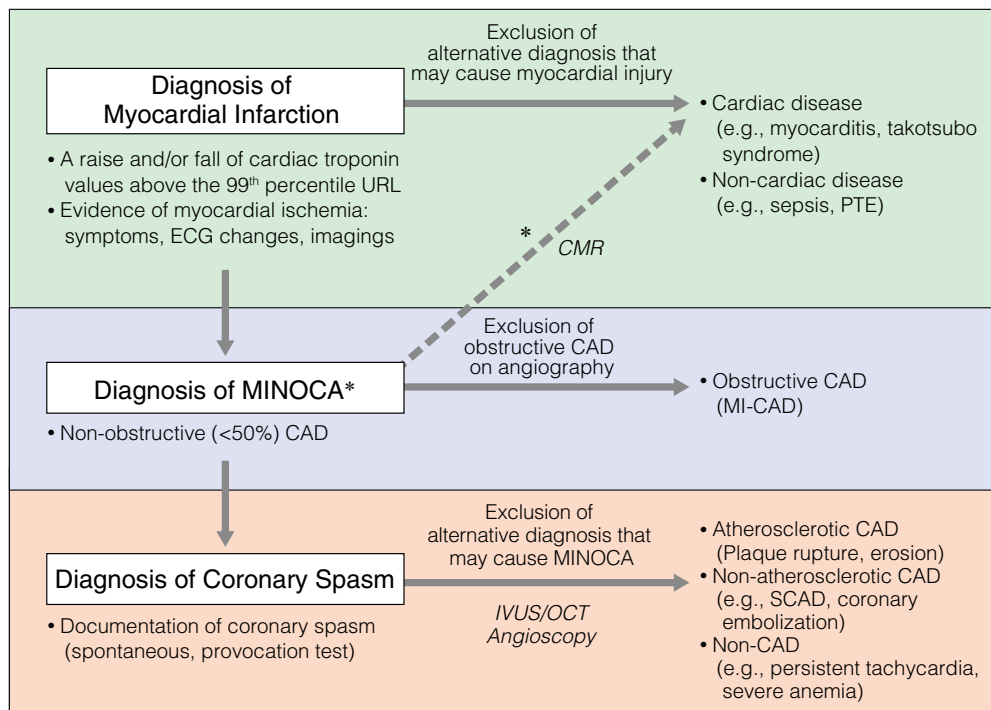 Diagnosis of
Myocardial Infarction
• A raise and/or fall of cardiac troponin
values above the 99th percentile URL
• Evidence of myocardial ischemia:
symptoms, ECG changes, imagings
Exclusion of
alternative diagnosis that
may cause myocardial injury
• Cardiac disease
(e.g., myocarditis, takotsubo
syndrome)
• Non-cardiac disease
(e.g., sepsis, PTE)
*
CMR
Diagnosis of MINOCA*
• Non-obstructive (<50%) CAD
Exclusion of
obstructive CAD
on angiography
• Obstructive CAD
(MI-CAD)
Diagnosis of Coronary Spasm
• Documentation of coronary spasm
(spontaneous, provocation test)
Exclusion of
alternative diagnosis that
may cause MINOCA
IVUS/OCT
Angioscopy
• Atherosclerotic CAD
(Plaque rupture, erosion)
• Non-atherosclerotic CAD
(e.g., SCAD, coronary
embolization)
• Non-CAD
(e.g., persistent tachycardia,
severe anemia)